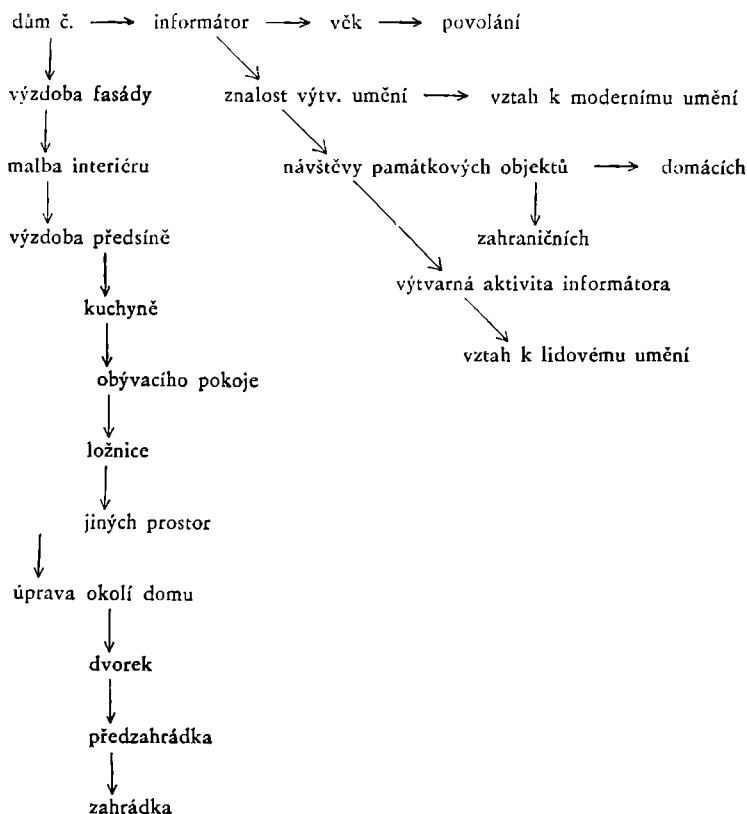 dům č. → informátor → věk → povolání
výzdoba fasády znalost výtv. umění → vztah k modernímu umění
malba interiéru návštěvy památkových objektů → domácích
výzdoba předsíně zahraničních
výtvarná aktivita informátora
kuchyně
vztah k lidovému umění
obývacího pokoje
ložnice
jiných prostor
úprava okolí domu
dvorek
předzahrádka
zahrádka